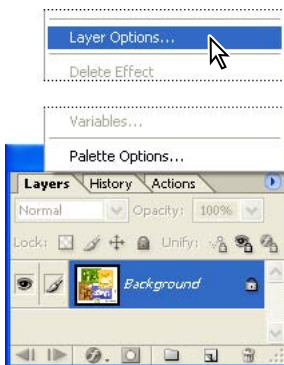 Layer Options...
Delete Effect
Variables...
Palette Options...
Layers History Actions
Normal Opacity: 100%
Lock: Unify:
Background